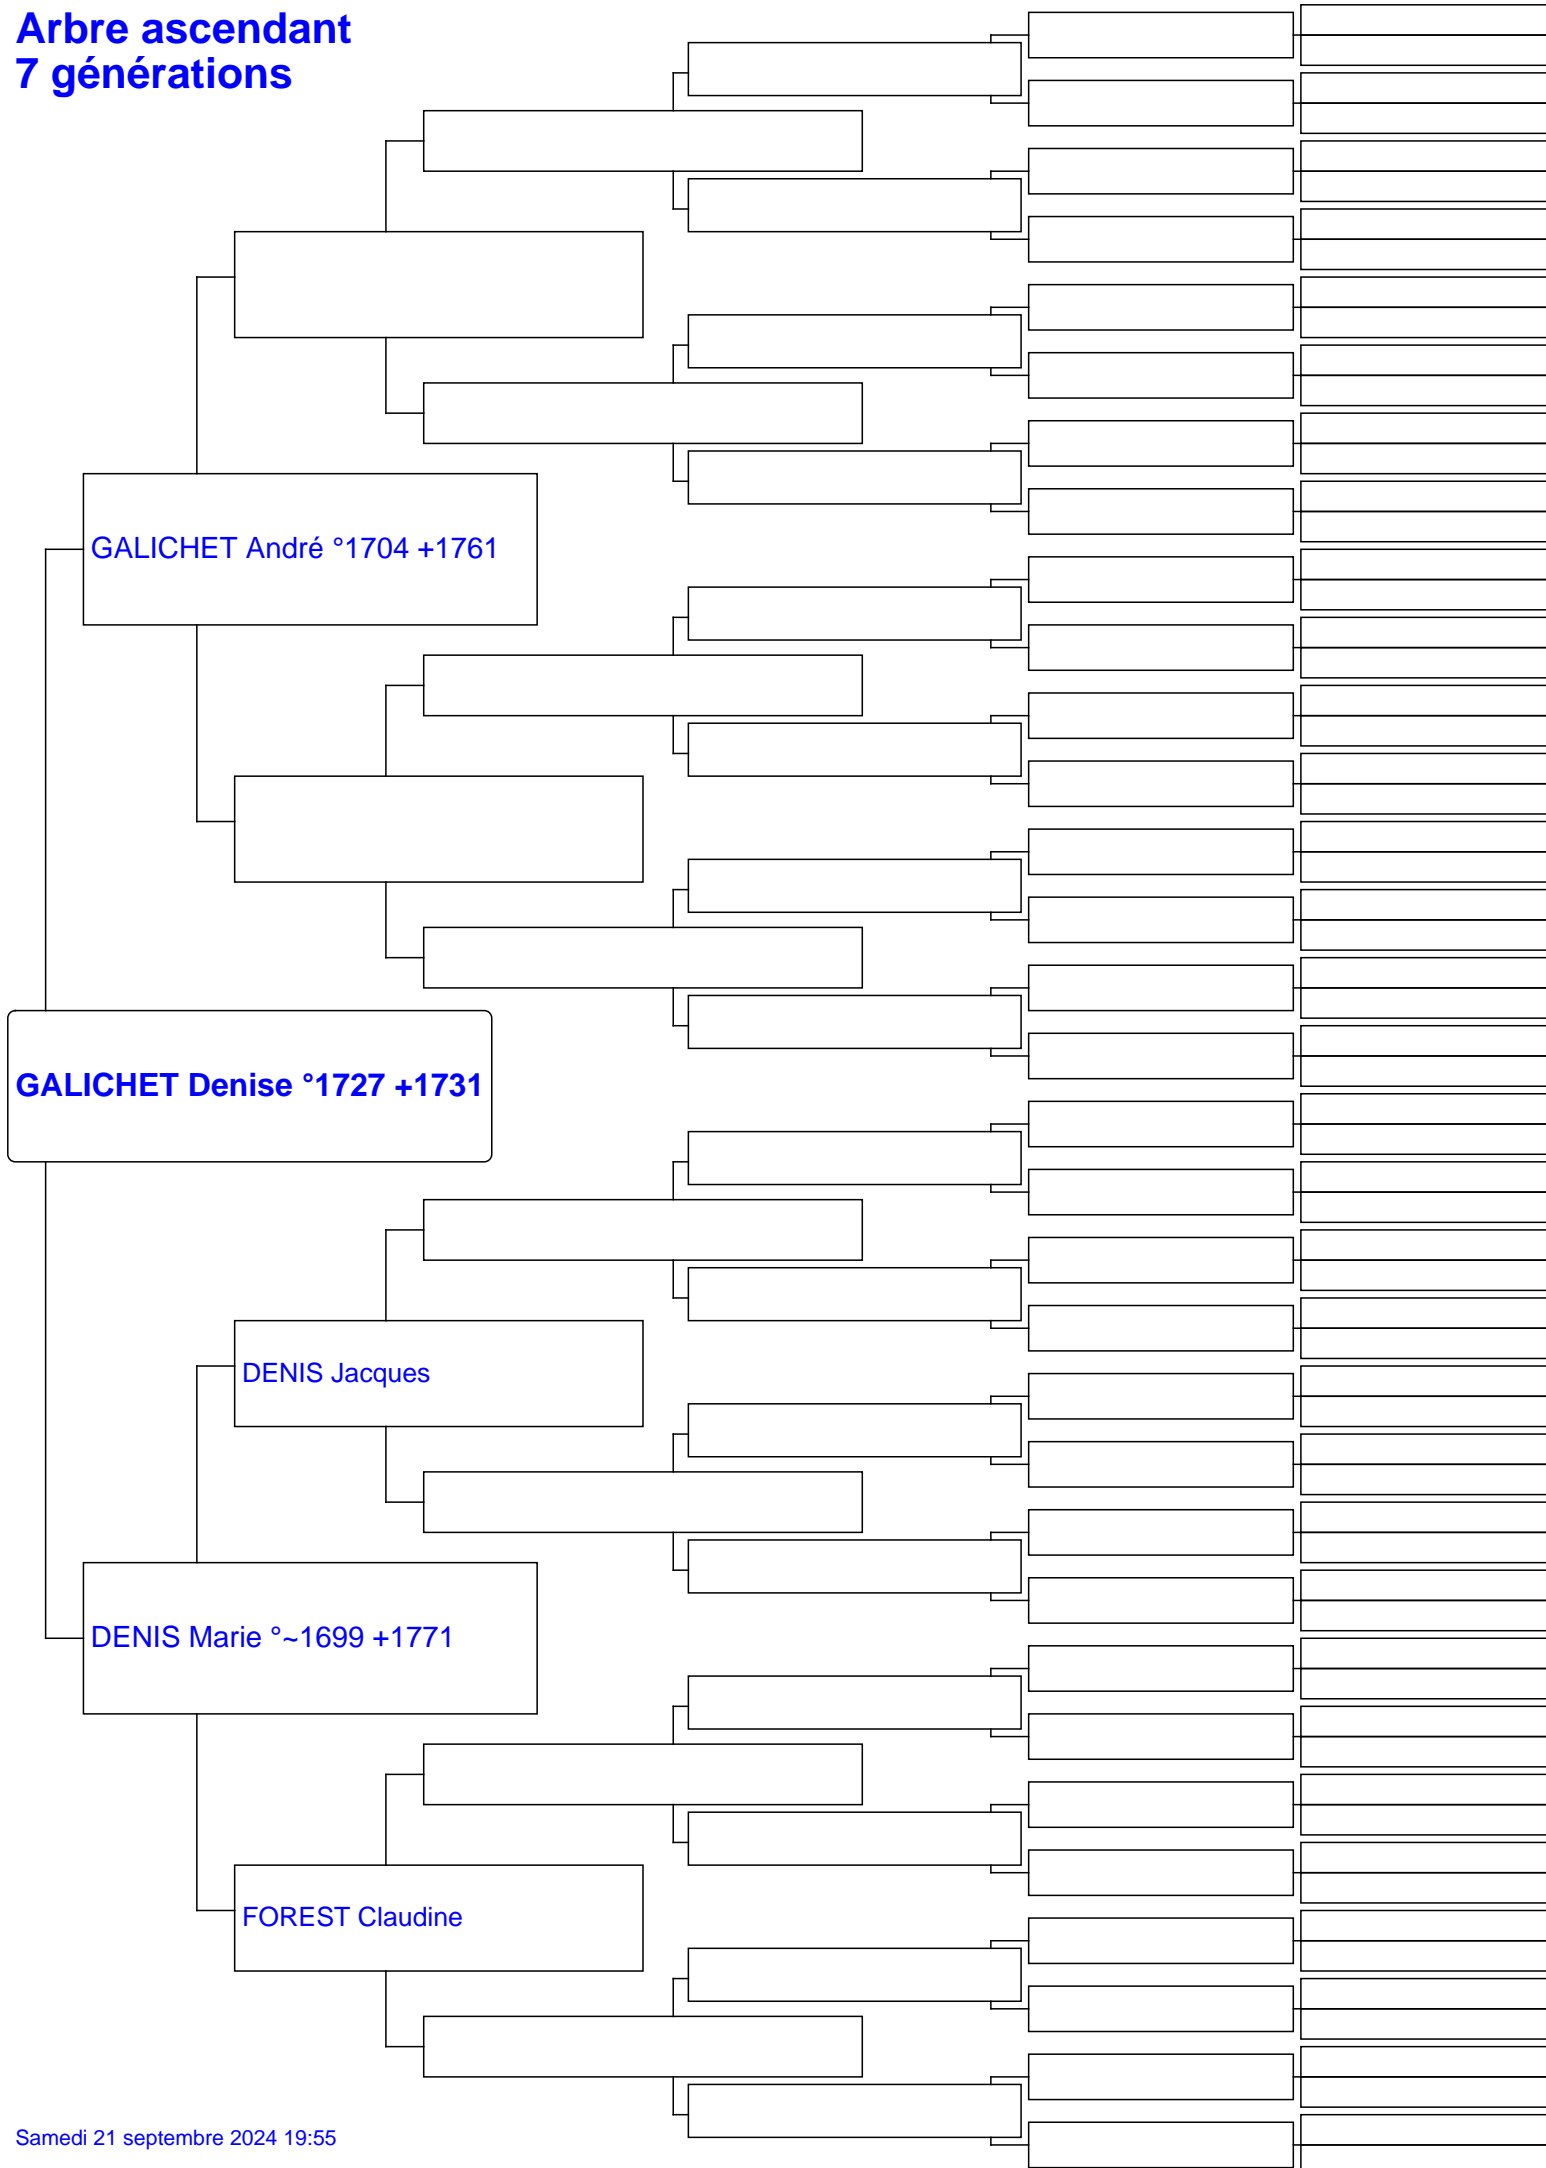 Arbre ascendant
7 générations
GALICHET André °1704 +1761
GALICHET Denise °1727 +1731
DENIS Jacques
DENIS Marie °~1699 +1771
FOREST Claudine
Samedi 21 septembre 2024 19:55